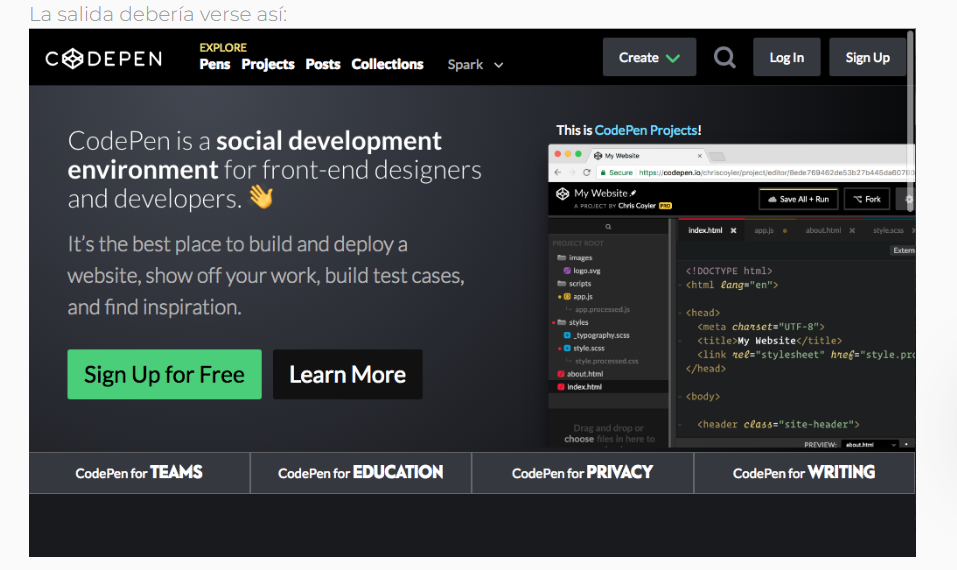 La salida debería verse así:
CODEPEN
EXPLORE
Pens Projects Posts Collections
Spark
Create
Log In
Sign Up
CodePen is a social development
environment for front-end designers
and developers. 👋
It's the best place to build and deploy a
website, show off your work, build test cases,
and find inspiration.
Sign Up for Free
Learn More
This is CodePen Projects!
My Website
Secure
My Website
A PROJECT BY Chris Coyier PRO
Save All + Run
Fork
PROJECT ROOT
images
logo.svg
scripts
app.js
app.processed.js
styles
_typography.scss
style.scss
style.processed.css
about.html
index.html
Drag and drop or
choose files in here to
index.html
app.js
about.html
style.scss
Extern
<!DOCTYPE html>
<html lang="en">
<head>
<meta charset="UTF-8">
<title>My Website</title>
<link rel="stylesheet" href="style.pro
</head>
<body>
<header class="site-header">
PREVIEW: about.html
CodePen for TEAMS
CodePen for EDUCATION
CodePen for PRIVACY
CodePen for WRITING